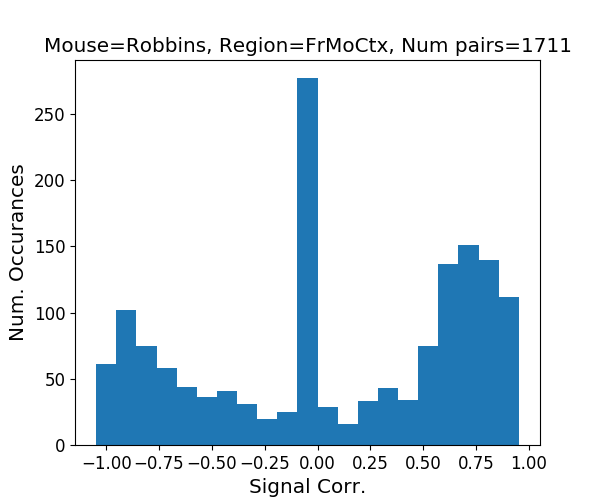 Mouse=Robbins, Region=FrMoCtx, Num pairs=1711
Num. Occurances
250
200
150
100
50
0
−1.00 −0.75 −0.50 −0.25 0.00 0.25 0.50 0.75 1.00
Signal Corr.